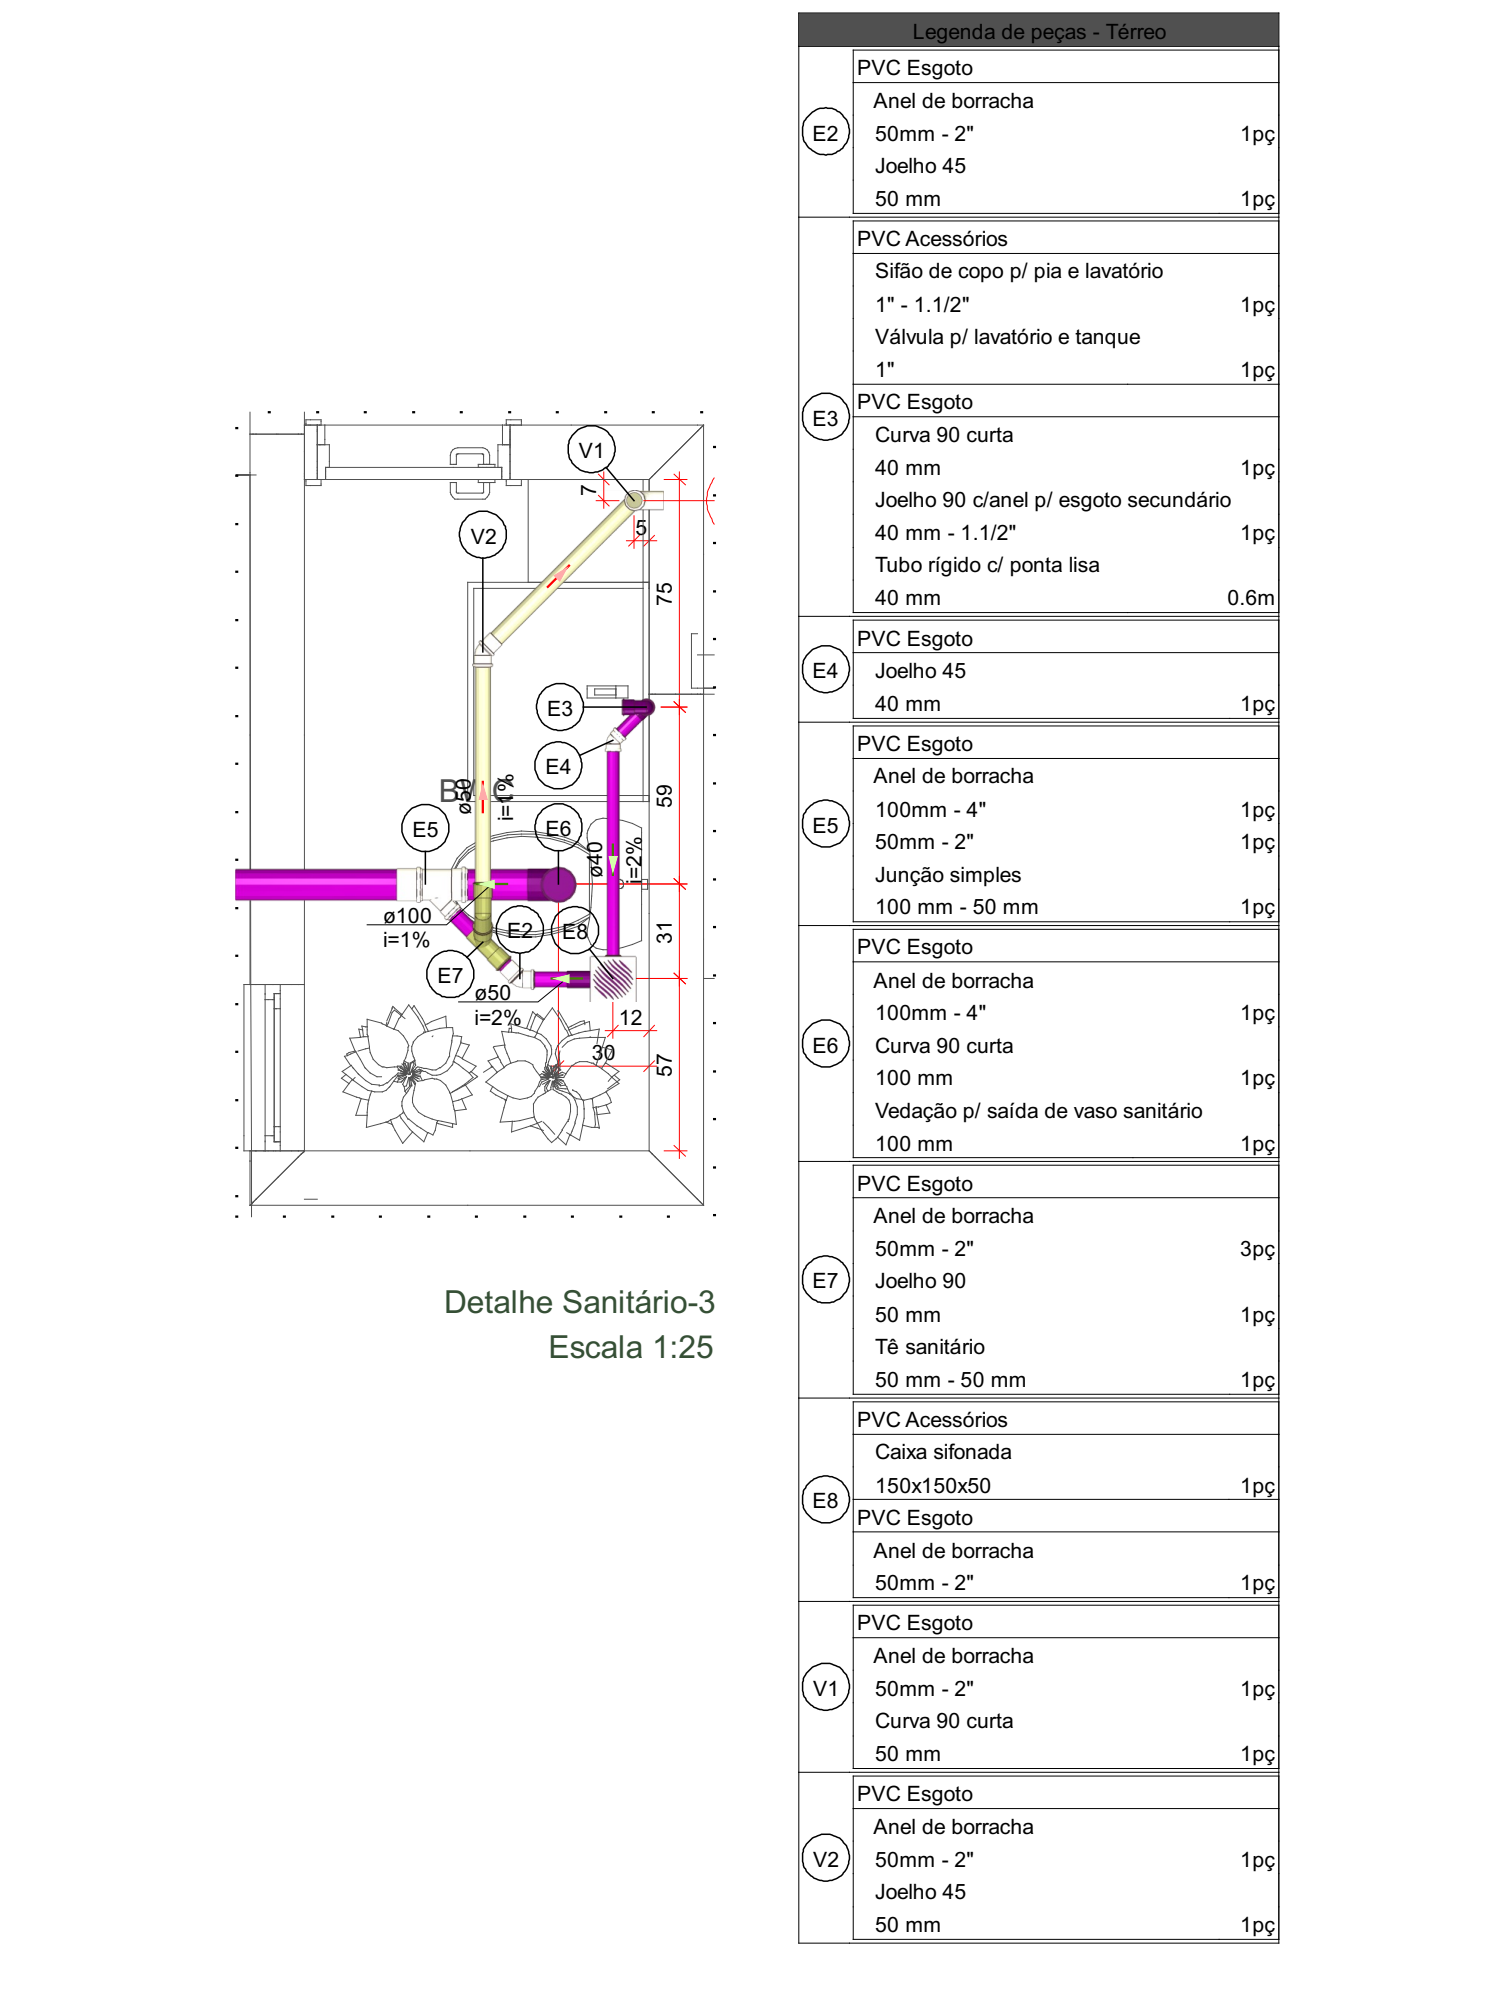 Legenda de peças - Térreo
E2
PVC Esgoto
Anel de borracha
50mm - 2" 1pç
Joelho 45
50 mm 1pç
E3
PVC Acessórios
Sifão de copo p/ pia e lavatório
1" - 1.1/2" 1pç
Válvula p/ lavatório e tanque
1" 1pç
PVC Esgoto
Curva 90 curta
40 mm 1pç
Joelho 90 c/anel p/ esgoto secundário
40 mm - 1.1/2" 1pç
Tubo rígido c/ ponta lisa
40 mm 0.6m
E4
PVC Esgoto
Joelho 45
40 mm 1pç
E5
PVC Esgoto
Anel de borracha
100mm - 4" 1pç
50mm - 2" 1pç
Junção simples
100 mm - 50 mm 1pç
E6
PVC Esgoto
Anel de borracha
100mm - 4" 1pç
Curva 90 curta
100 mm 1pç
Vedação p/ saída de vaso sanitário
100 mm 1pç
E7
PVC Esgoto
Anel de borracha
50mm - 2" 3pç
Joelho 90
50 mm 1pç
Tê sanitário
50 mm - 50 mm 1pç
E8
PVC Acessórios
Caixa sifonada
150x150x50 1pç
PVC Esgoto
Anel de borracha
50mm - 2" 1pç
V1
PVC Esgoto
Anel de borracha
50mm - 2" 1pç
Curva 90 curta
50 mm 1pç
V2
PVC Esgoto
Anel de borracha
50mm - 2" 1pç
Joelho 45
50 mm 1pç
V1
7
V2
5
75
E3
E4
ø50
i=1%
59
E5
E6
ø40
i=2%
ø100
i=1%
E2
E8
31
E7
ø50
i=2%
12
30
57
Detalhe Sanitário-3
Escala 1:25